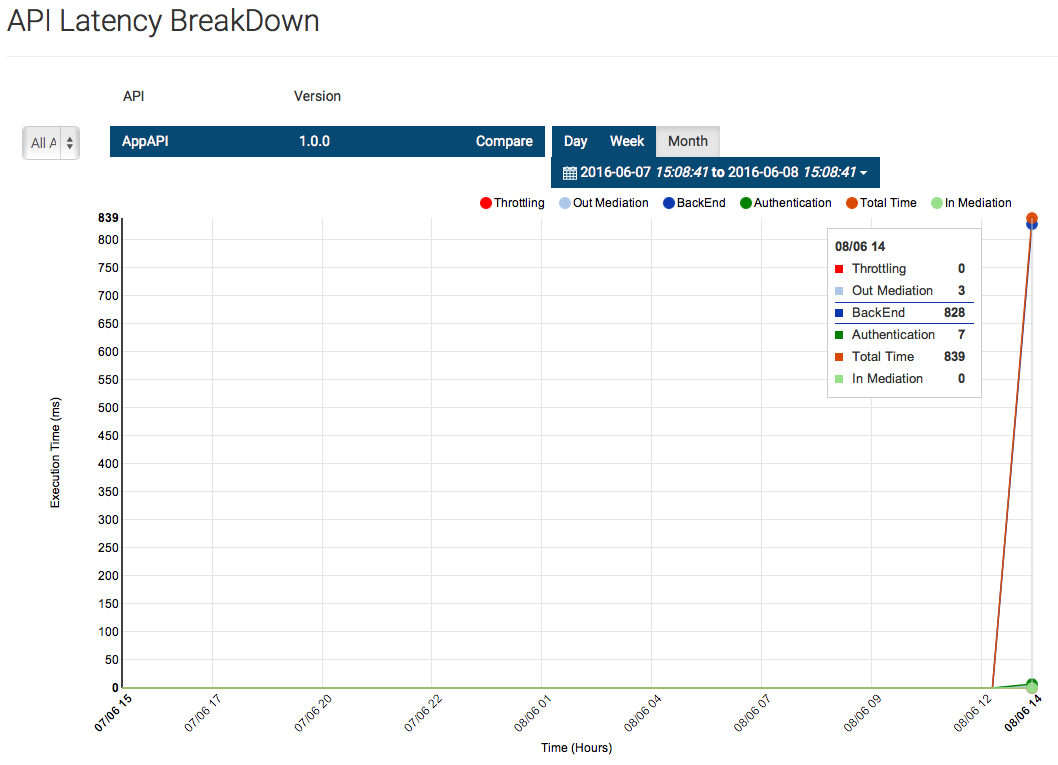 API Latency BreakDown
API Version
All A
AppAPI 1.0.0 Compare
Day Week Month
2016-06-07 15:08:41 to 2016-06-08 15:08:41
Throttling Out Mediation BackEnd Authentication Total Time In Mediation
839
800
750
700
650
600
550
500
450
400
350
300
250
200
150
100
50
0
Execution Time (ms)
08/06 14
Throttling 0
Out Mediation 3
BackEnd 828
Authentication 7
Total Time 839
In Mediation 0
07/06 15 07/06 17 07/06 20 07/06 22 08/06 01 08/06 04 08/06 07 08/06 09 08/06 12 08/06 14
Time (Hours)